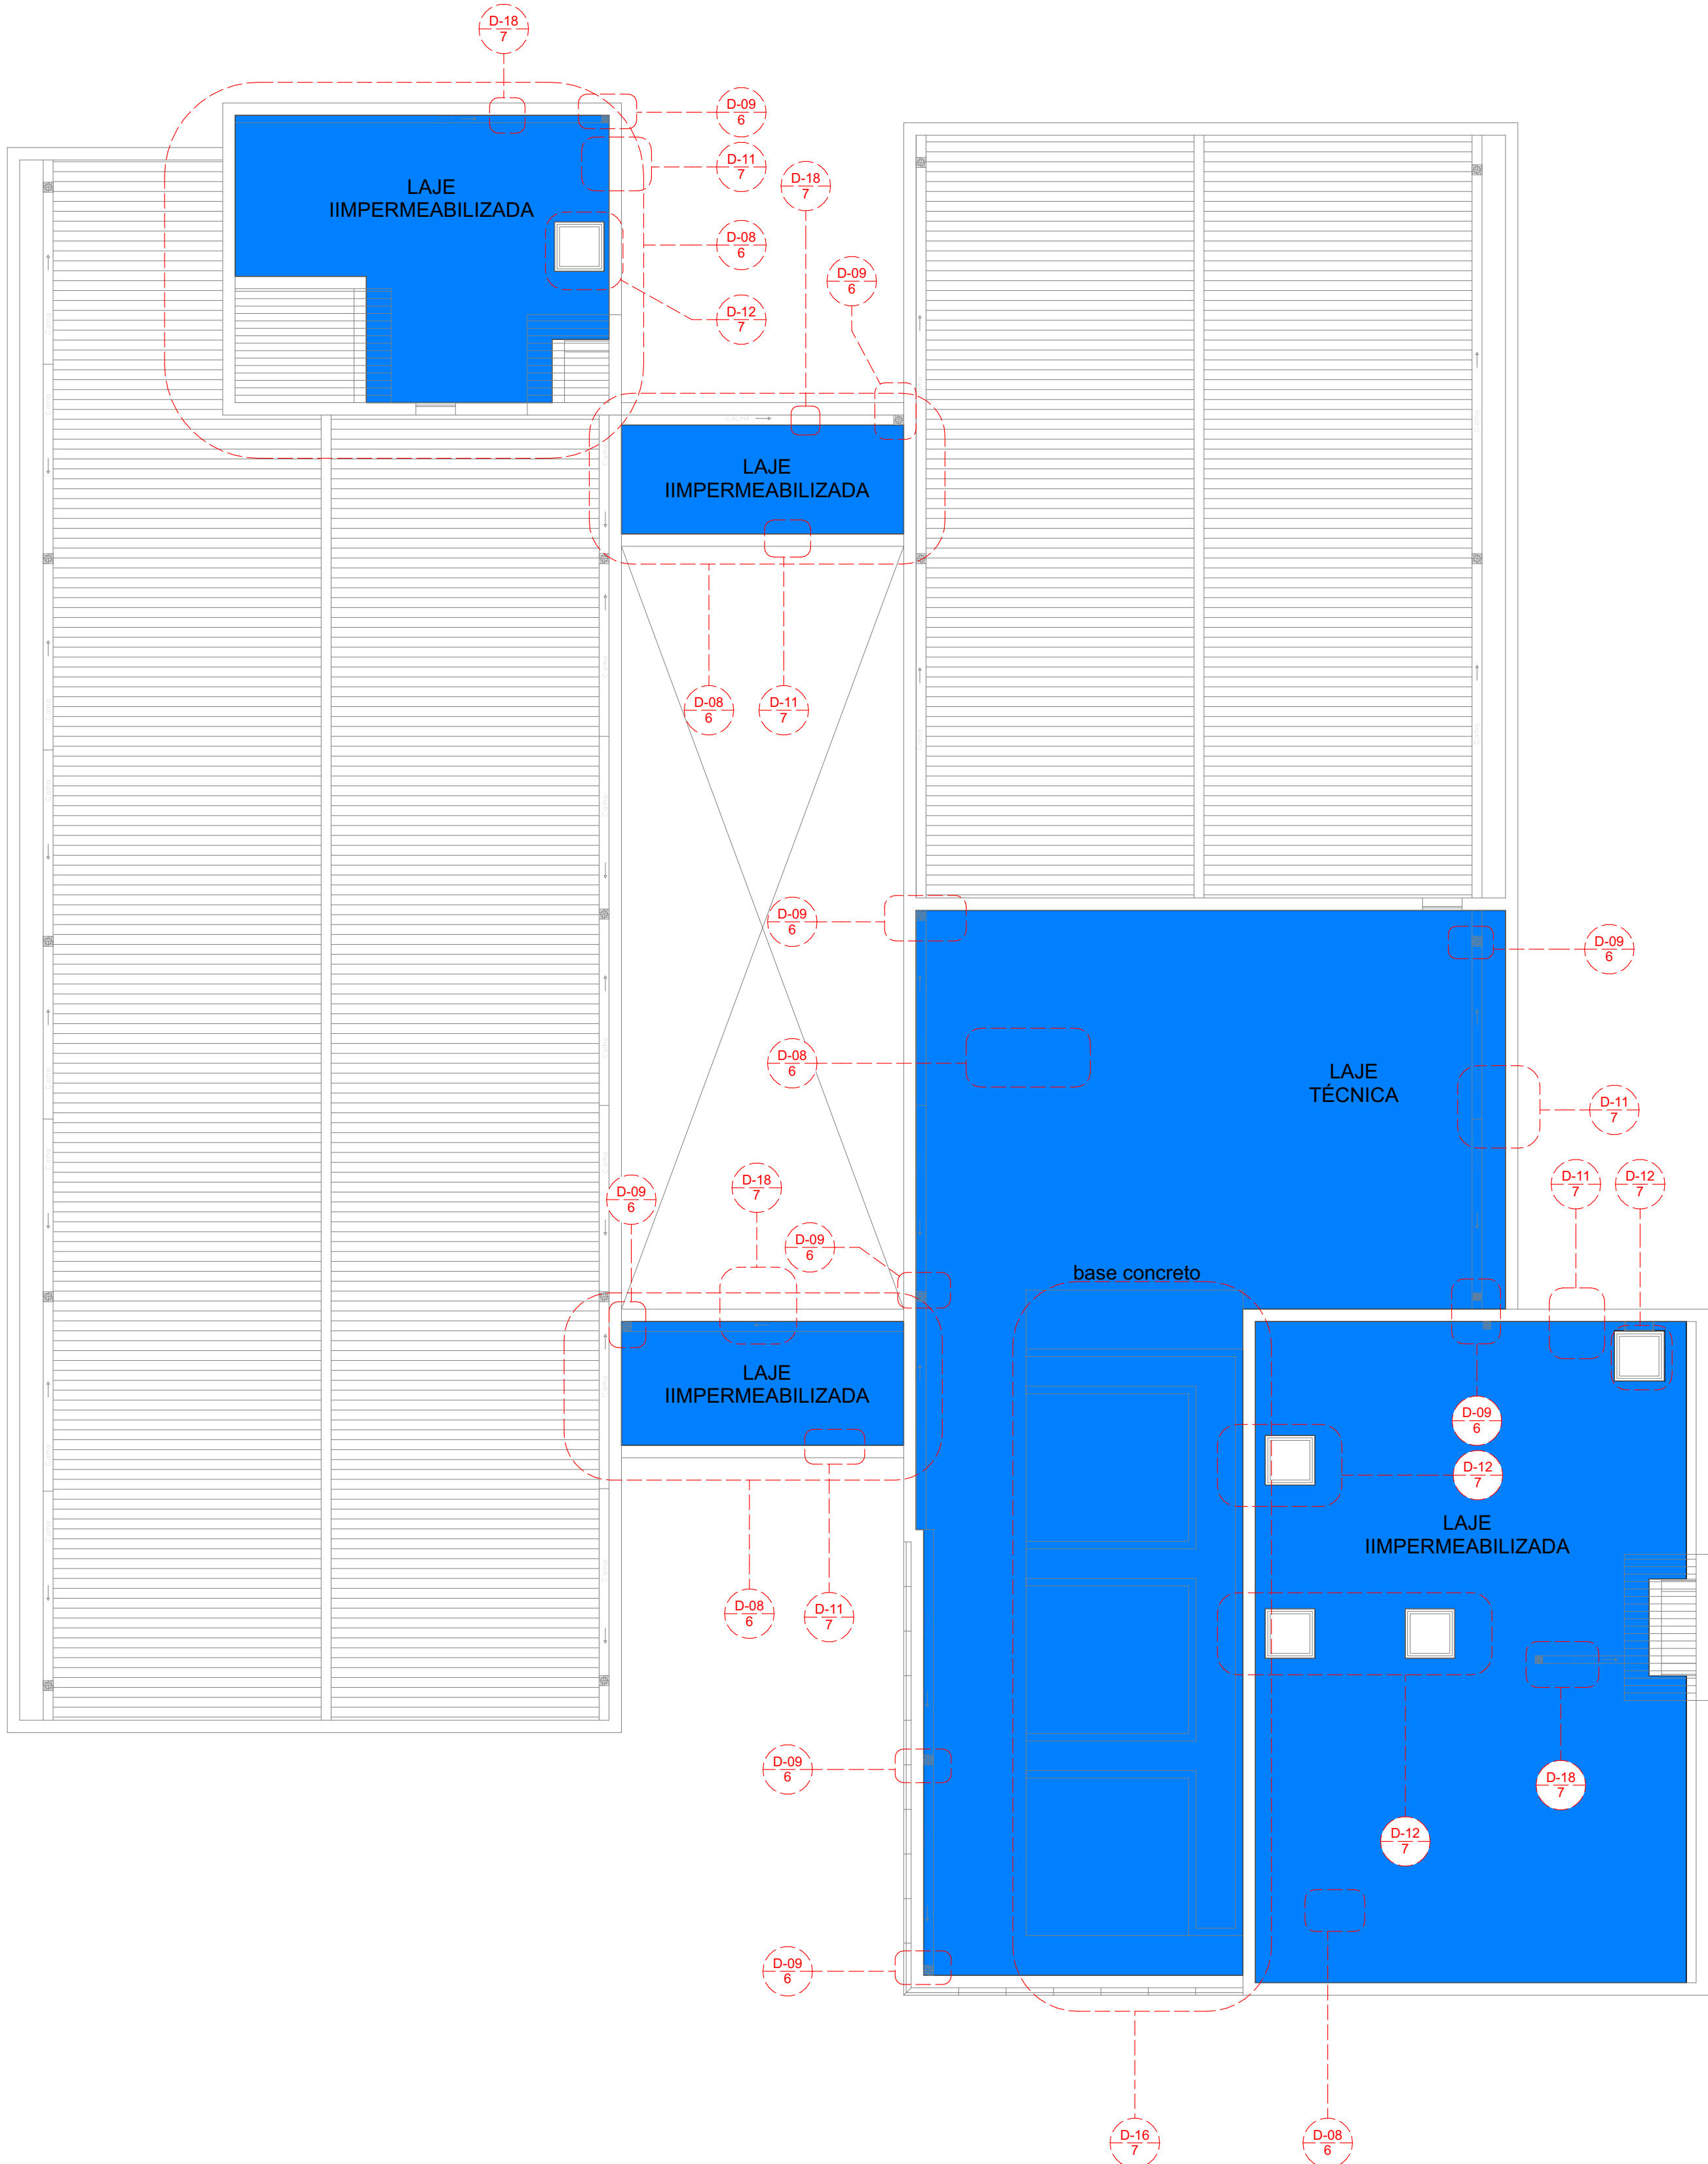 D-18
7
D-09
6
D-11
7
D-18
7
LAJE
IIMPERMEABILIZADA
D-08
6
D-09
6
D-12
7
Calha
LAJE
IIMPERMEABILIZADA
D-08
6
D-11
7
D-09
6
D-09
6
D-08
6
LAJE
TÉCNICA
D-11
7
D-11
7
D-12
7
D-09
6
D-18
7
D-09
6
base concreto
LAJE
IIMPERMEABILIZADA
D-09
6
D-12
7
LAJE
IIMPERMEABILIZADA
D-08
6
D-11
7
D-09
6
D-18
7
D-12
7
D-09
6
D-16
7
D-08
6